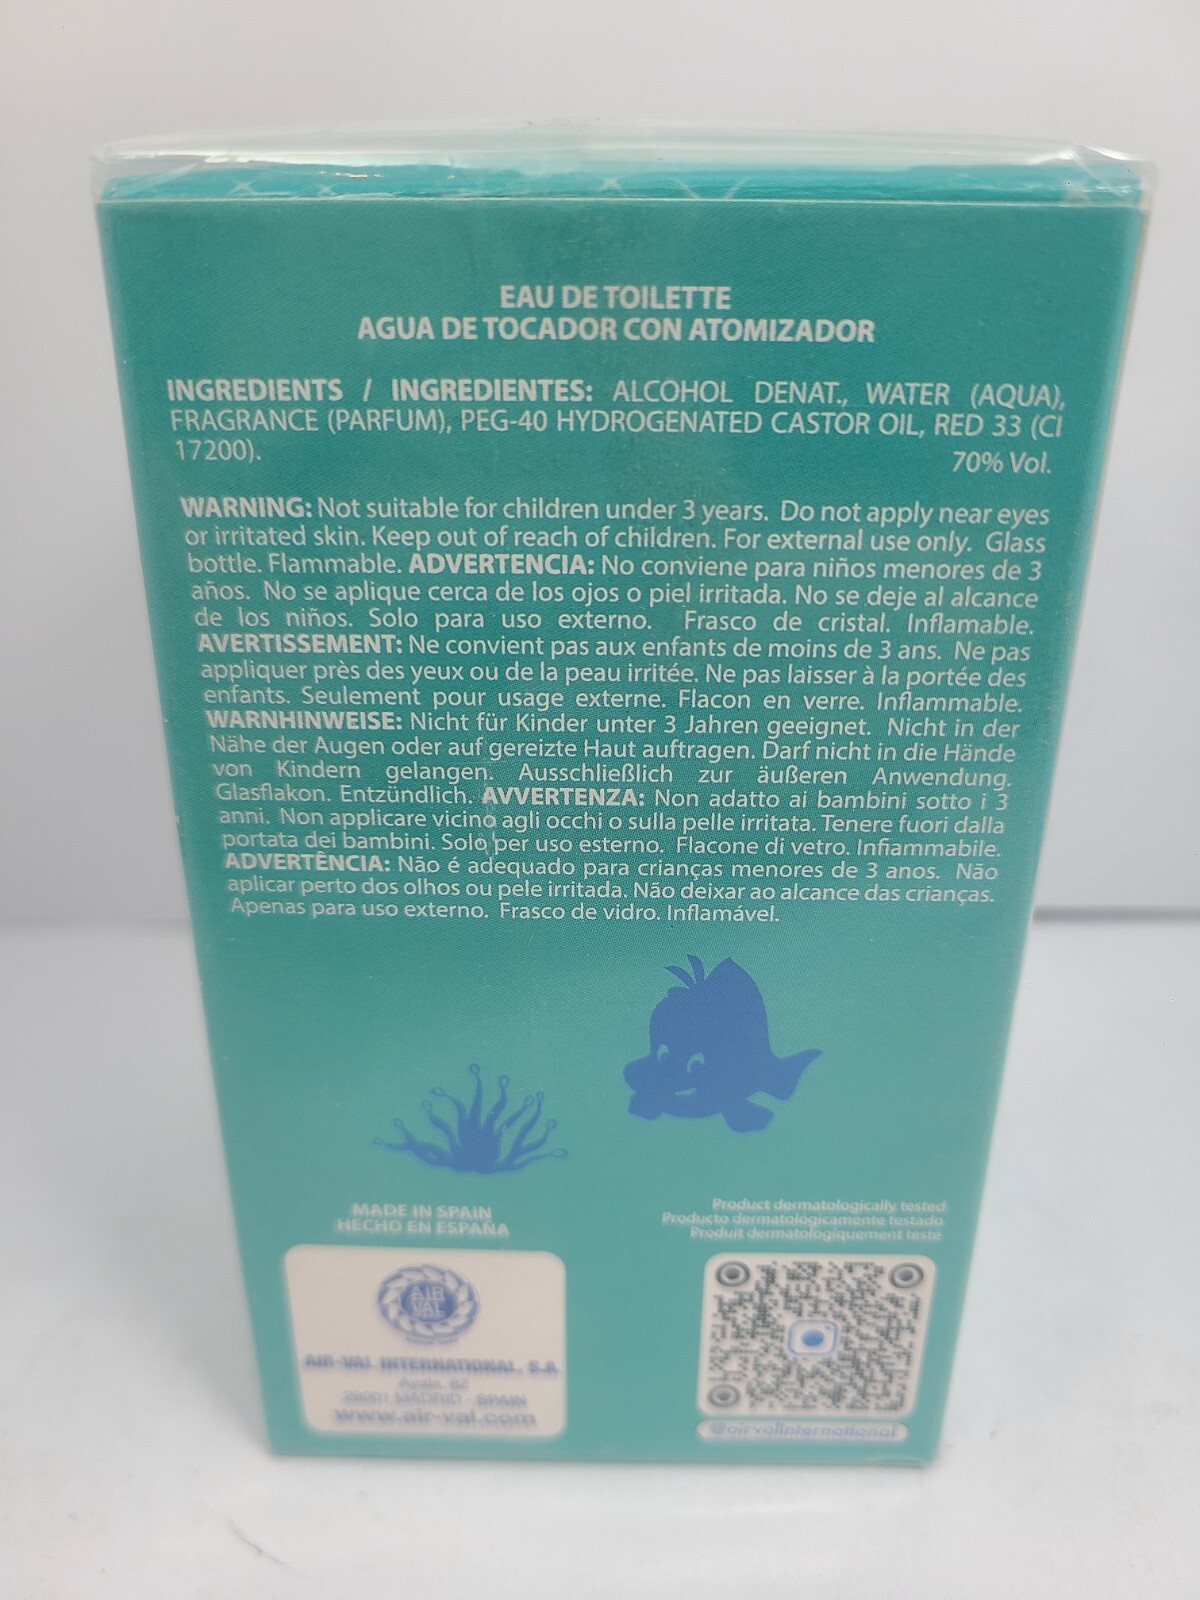 EAU DE TOILETTE
AGUA DE TOCADOR CON ATOMIZADOR
INGREDIENTS / INGREDIENTES: ALCOHOL DENAT., WATER (AQUA),
FRAGRANCE (PARFUM), PEG-40 HYDROGENATED CASTOR OIL, RED 33 (CI
17200).
70% Vol.
WARNING: Not suitable for children under 3 years. Do not apply near eyes
or irritated skin. Keep out of reach of children. For external use only. Glass
bottle. Flammable. ADVERTENCIA: No conviene para niños menores de 3
años. No se aplique cerca de los ojos o piel irritada. No se deje al alcance
de los niños. Solo para uso externo. Frasco de cristal. Inflamable.
AVERTISSEMENT: Ne convient pas aux enfants de moins de 3 ans. Ne pas
appliquer près des yeux ou de la peau irritée. Ne pas laisser à la portée des
enfants. Seulement pour usage externe. Flacon en verre. Inflammable.
WARNHINWEISE: Nicht für Kinder unter 3 Jahren geeignet. Nicht in der
Nähe der Augen oder auf gereizte Haut auftragen. Darf nicht in die Hände
von Kindern gelangen. Ausschließlich zur äußeren Anwendung.
Glasflakon. Entzündlich. AVVERTENZA: Non adatto ai bambini sotto i 3
anni. Non applicare vicino agli occhi o sulla pelle irritata. Tenere fuori dalla
portata dei bambini. Solo per uso esterno. Flacone di vetro. Infiammabile.
ADVERTÊNCIA: Não é adequado para crianças menores de 3 anos. Não
aplicar perto dos olhos ou pele irritada. Não deixar ao alcance das crianças.
Apenas para uso externo. Frasco de vidro. Inflamável.
MADE IN SPAIN
HECHO EN ESPAÑA
Product dermatologically tested
Producto dermatológicamente testado
Produit dermatologiquement testé
AIR
VAL
AIR-VAL INTERNATIONAL, S.A.
Ayala, 82
28001 MADRID - SPAIN
www.air-val.com
@airvalinternational